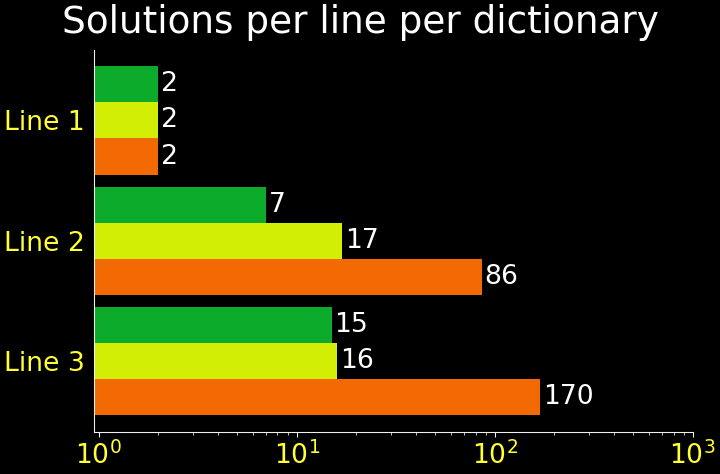 Solutions per line per dictionary
2
Line 1 2
2
7
Line 2 17
86
15
Line 3 16
170
10⁰ 10¹ 10² 10³